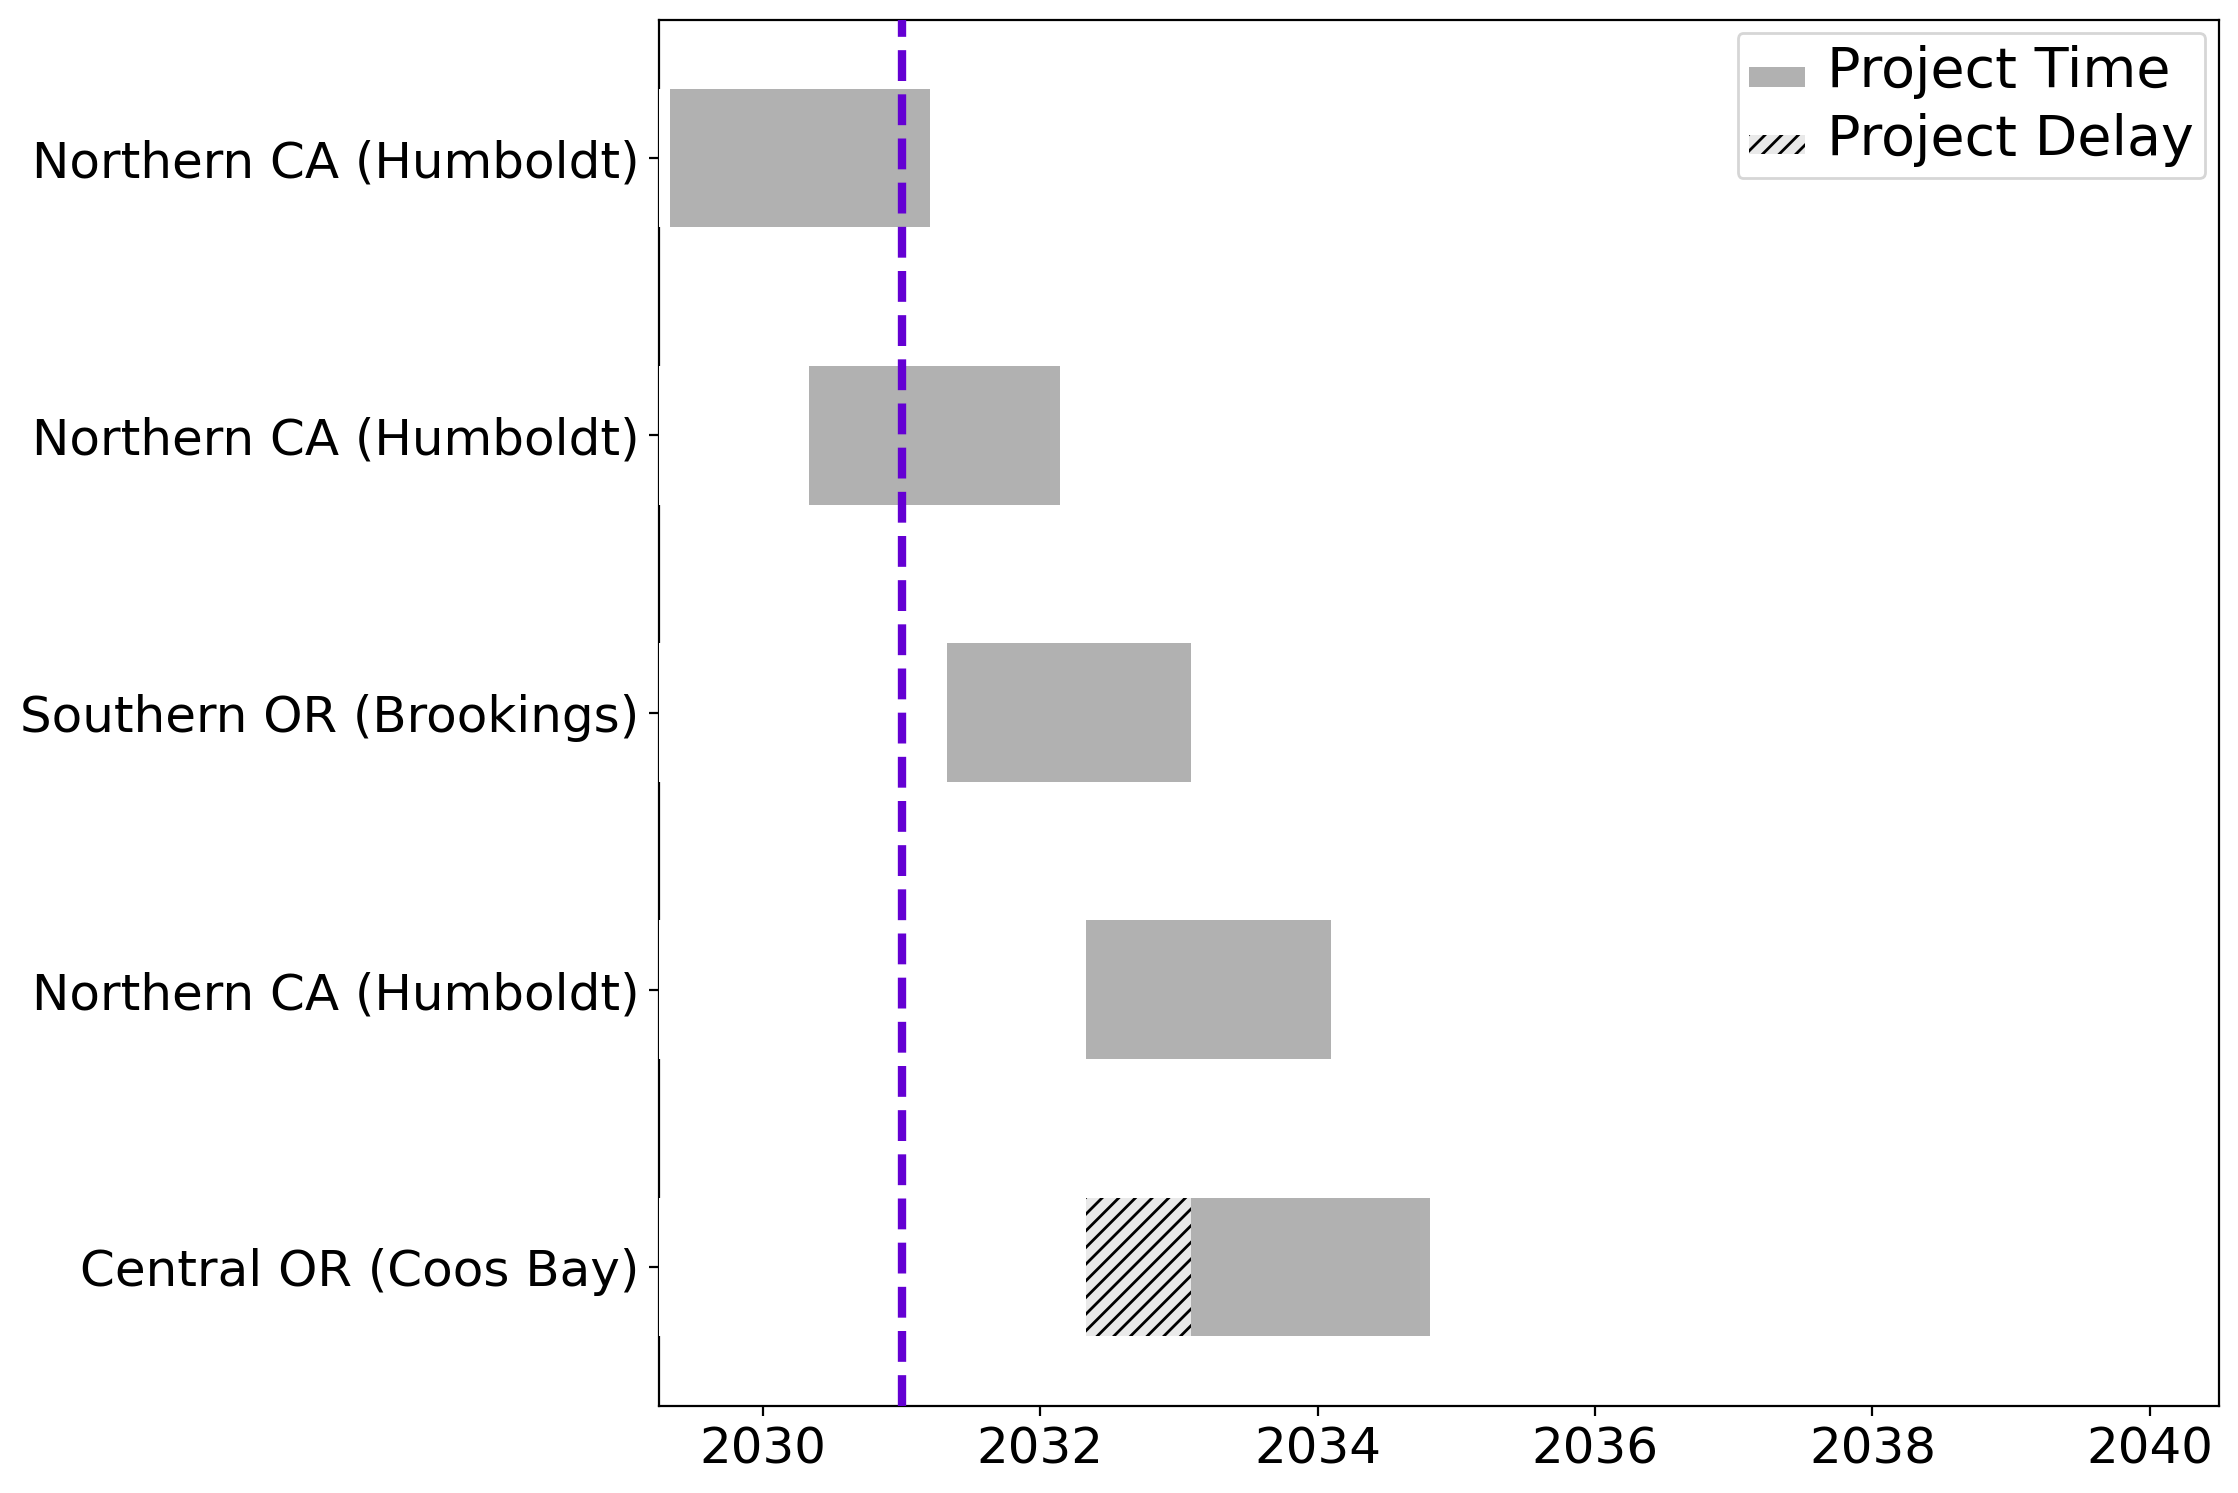 Project Time
Project Delay
Northern CA (Humboldt)
Northern CA (Humboldt)
Southern OR (Brookings)
Northern CA (Humboldt)
Central OR (Coos Bay)
2030 2032 2034 2036 2038 2040